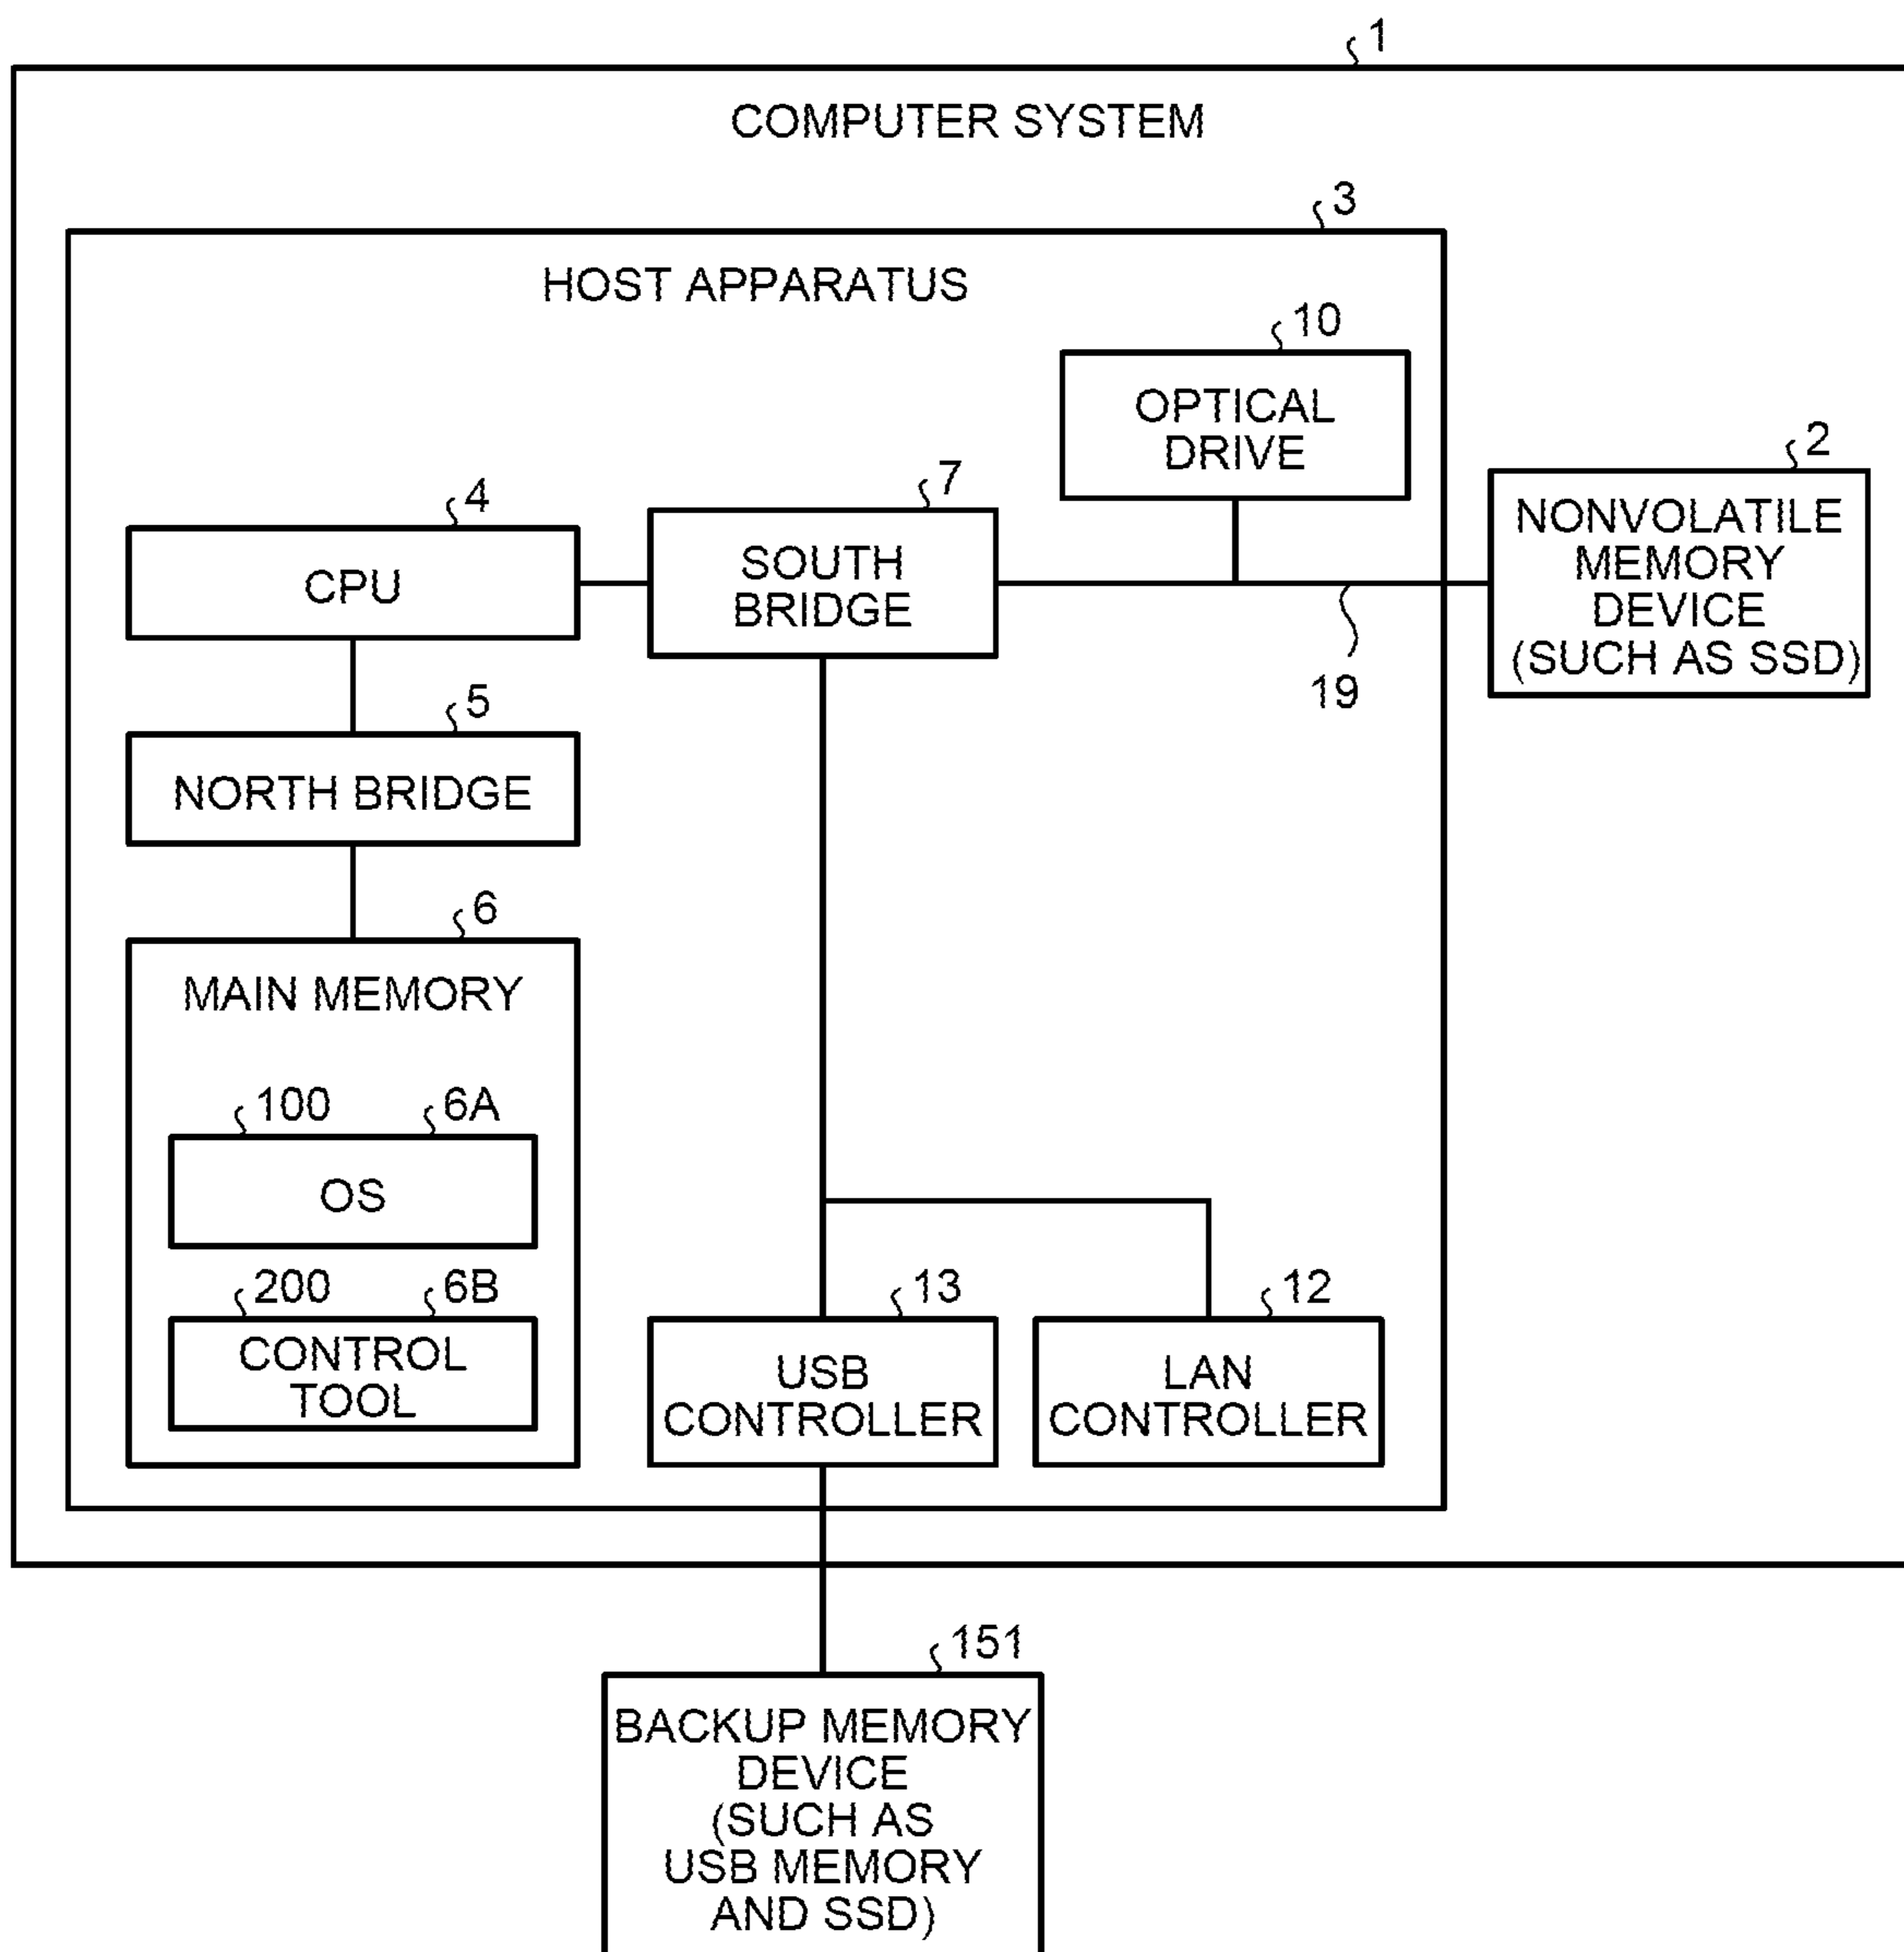 1
COMPUTER SYSTEM
3
HOST APPARATUS
10
OPTICAL
DRIVE
2
NONVOLATILE
MEMORY
DEVICE
(SUCH AS SSD)
4
CPU
7
SOUTH
BRIDGE
19
5
NORTH BRIDGE
6
MAIN MEMORY
100
6A
OS
200
6B
CONTROL
TOOL
13
USB
CONTROLLER
12
LAN
CONTROLLER
151
BACKUP MEMORY
DEVICE
(SUCH AS
USB MEMORY
AND SSD)